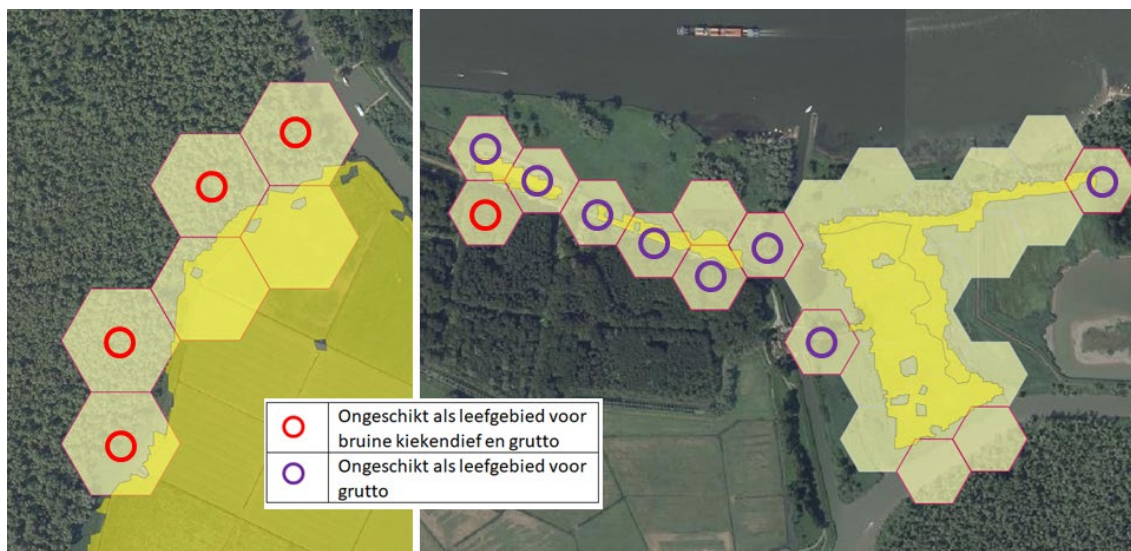 Ongeschikt als leefgebied voor
bruine kiekendief en grutto
Ongeschikt als leefgebied voor
grutto